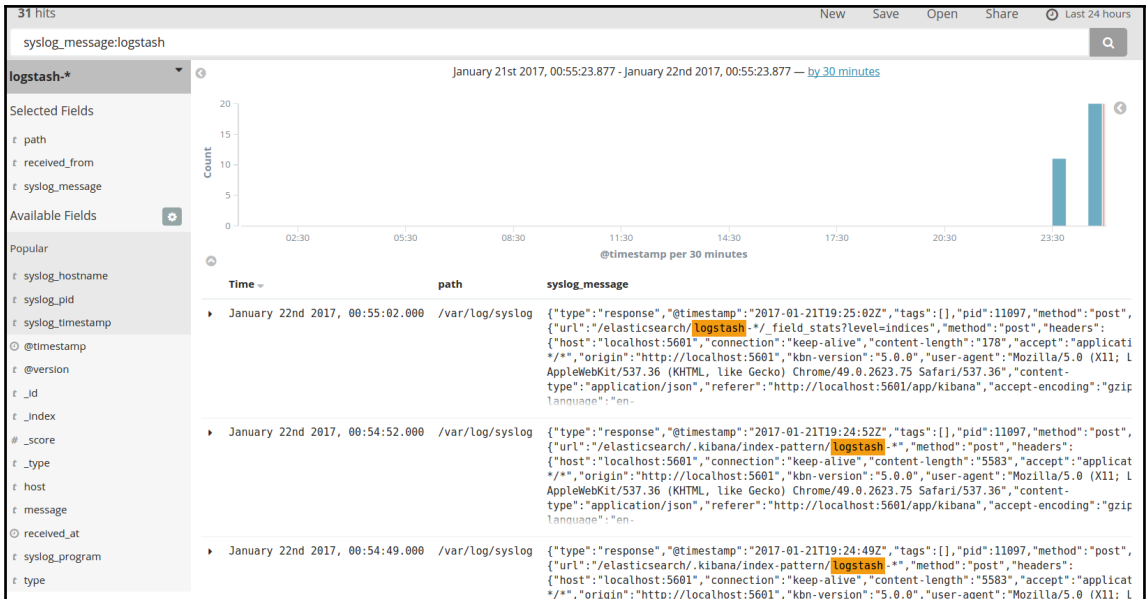 31 hits
New Save Open Share Last 24 hours
syslog_message:logstash
logstash-*
January 21st 2017, 00:55:23.877 - January 22nd 2017, 00:55:23.877 — by 30 minutes
Selected Fields
t path
t received_from
t syslog_message
Available Fields
Popular
t syslog_hostname
t syslog_pid
t syslog_timestamp
@timestamp
t @version
t _id
t _index
# _score
t _type
t host
t message
received_at
t syslog_program
t type
Count
20
15
10
5
0
02:30 05:30 08:30 11:30 14:30 17:30 20:30 23:30
@timestamp per 30 minutes
Time path syslog_message
January 22nd 2017, 00:55:02.000 /var/log/syslog {"type":"response","@timestamp":"2017-01-21T19:25:02Z","tags":[],"pid":11097,"method":"post",
{"url":"/elasticsearch/logstash-*/_field_stats?level=indices","method":"post","headers":
{"host":"localhost:5601","connection":"keep-alive","content-length":"178","accept":"applicati
*/*","origin":"http://localhost:5601","kbn-version":"5.0.0","user-agent":"Mozilla/5.0 (X11; L
AppleWebKit/537.36 (KHTML, like Gecko) Chrome/49.0.2623.75 Safari/537.36","content-
type":"application/json","referer":"http://localhost:5601/app/kibana","accept-encoding":"gzip
language":"en-
January 22nd 2017, 00:54:52.000 /var/log/syslog {"type":"response","@timestamp":"2017-01-21T19:24:52Z","tags":[],"pid":11097,"method":"post",
{"url":"/elasticsearch/.kibana/index-pattern/logstash-*","method":"post","headers":
{"host":"localhost:5601","connection":"keep-alive","content-length":"5583","accept":"applicat
*/*","origin":"http://localhost:5601","kbn-version":"5.0.0","user-agent":"Mozilla/5.0 (X11; L
AppleWebKit/537.36 (KHTML, like Gecko) Chrome/49.0.2623.75 Safari/537.36","content-
type":"application/json","referer":"http://localhost:5601/app/kibana","accept-encoding":"gzip
language":"en-
January 22nd 2017, 00:54:49.000 /var/log/syslog {"type":"response","@timestamp":"2017-01-21T19:24:49Z","tags":[],"pid":11097,"method":"post",
{"url":"/elasticsearch/.kibana/index-pattern/logstash-*","method":"post","headers":
{"host":"localhost:5601","connection":"keep-alive","content-length":"5583","accept":"applicat
*/*","origin":"http://localhost:5601","kbn-version":"5.0.0","user-agent":"Mozilla/5.0 (X11; L